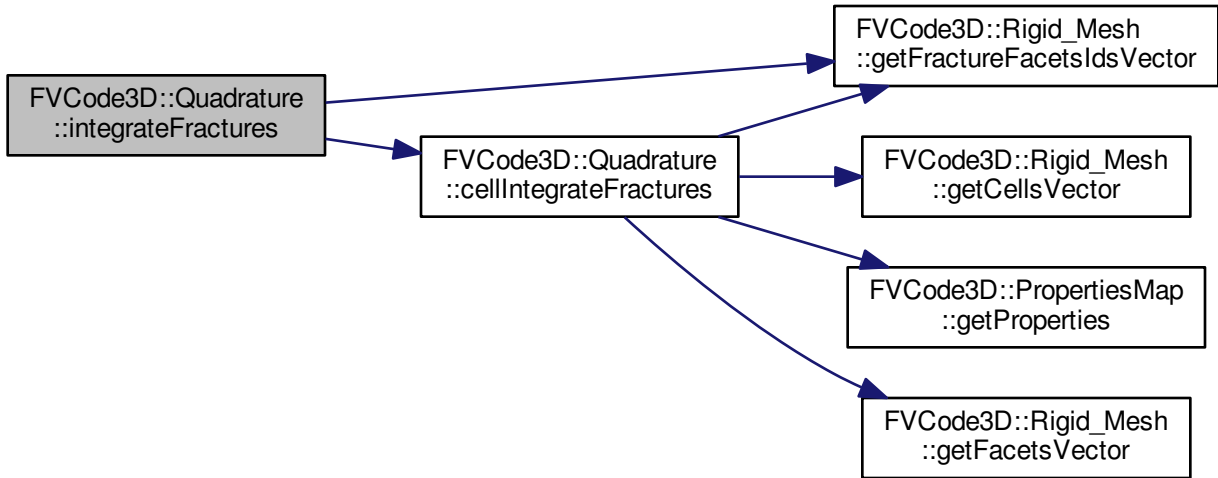 FVCode3D::Quadrature
::integrateFractures
FVCode3D::Quadrature
::cellIntegrateFractures
FVCode3D::Rigid_Mesh
::getFractureFacetsIdsVector
FVCode3D::Rigid_Mesh
::getCellsVector
FVCode3D::PropertiesMap
::getProperties
FVCode3D::Rigid_Mesh
::getFacetsVector